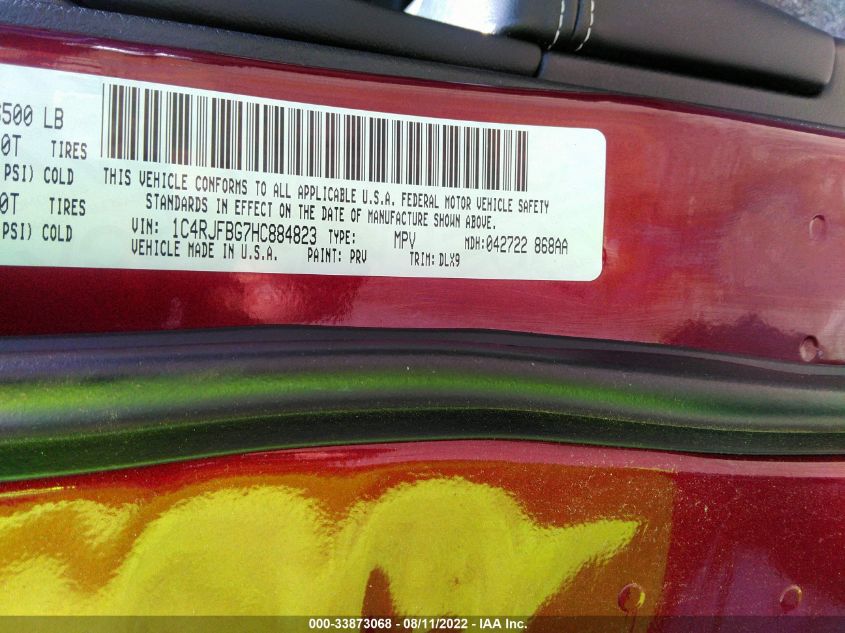 500 LB
0T TIRES
PSI) COLD
0T TIRES
PSI) COLD
THIS VEHICLE CONFORMS TO ALL APPLICABLE U.S.A. FEDERAL MOTOR VEHICLE SAFETY
STANDARDS IN EFFECT ON THE DATE OF MANUFACTURE SHOWN ABOVE.
VIN: 1C4RJFBG7HC884823 TYPE: MPV MDH: 042722 868AA
VEHICLE MADE IN U.S.A. PAINT: PRV TRIM: DLX9
000-33873068 - 08/11/2022 - IAA Inc.